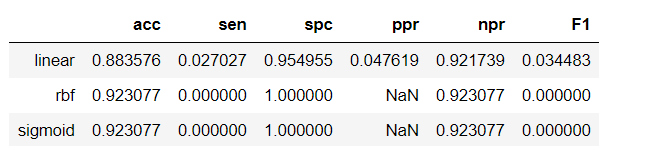 acc sen spc ppr npr F1
linear 0.883576 0.027027 0.954955 0.047619 0.921739 0.034483
rbf 0.923077 0.000000 1.000000 NaN 0.923077 0.000000
sigmoid 0.923077 0.000000 1.000000 NaN 0.923077 0.000000